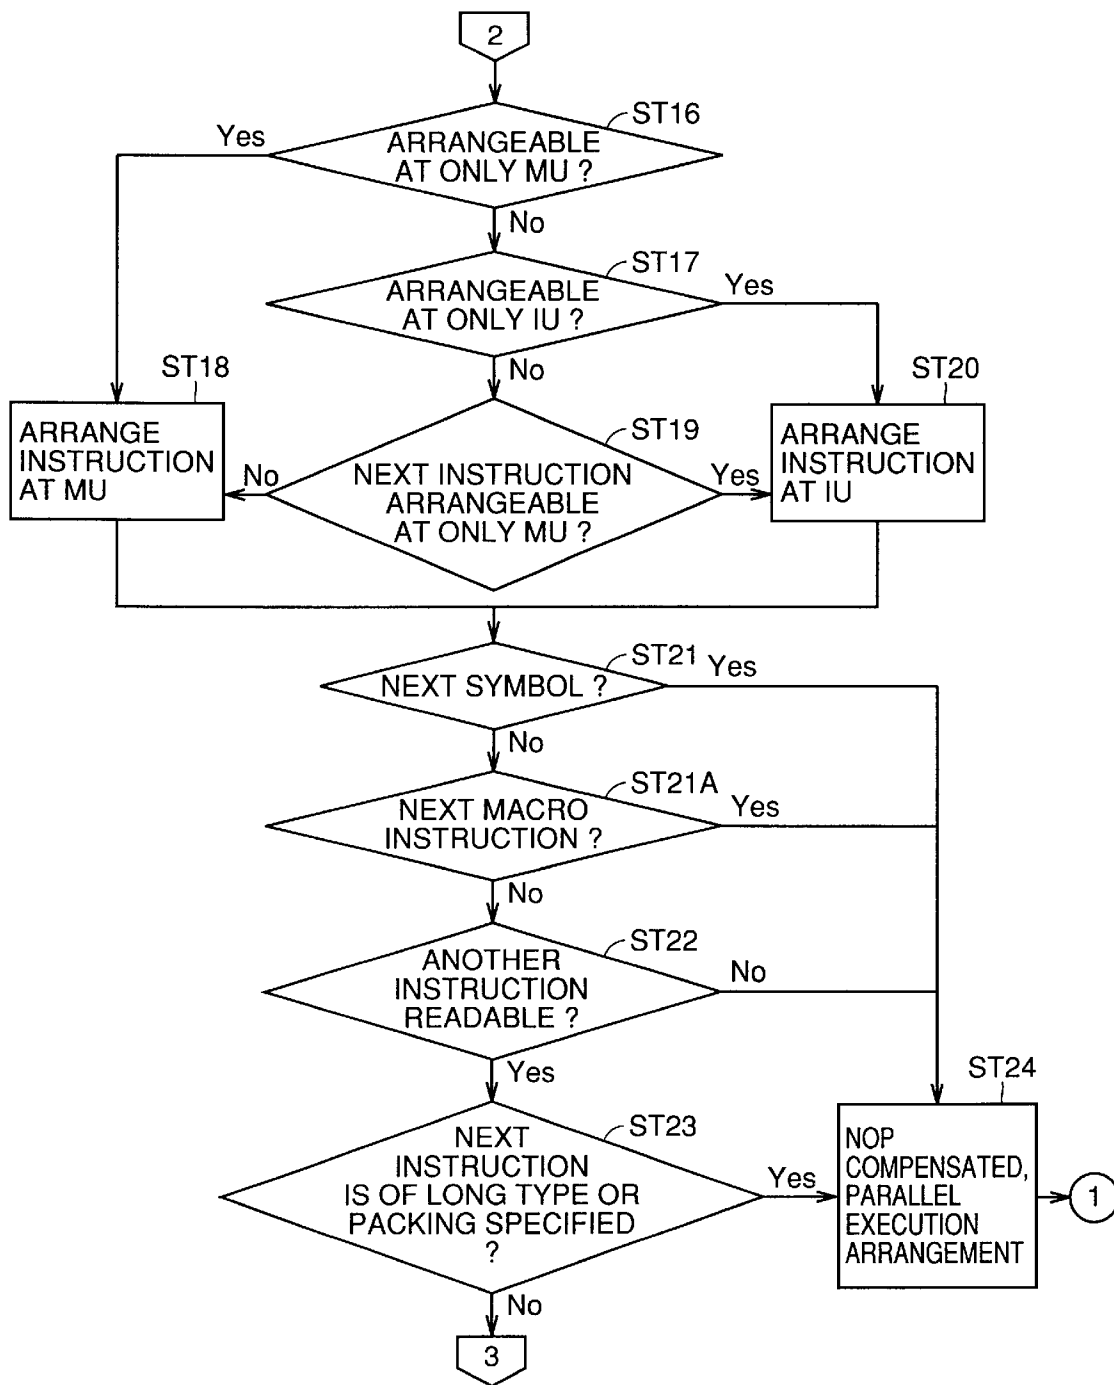 2
ST16
Yes
ARRANGEABLE
AT ONLY MU ?
No
ST17
Yes
ARRANGEABLE
AT ONLY IU ?
No
ST18
ST20
ARRANGE
INSTRUCTION
AT MU
ST19
No
NEXT INSTRUCTION
ARRANGEABLE
AT ONLY MU ?
Yes
ARRANGE
INSTRUCTION
AT IU
ST21
Yes
NEXT SYMBOL ?
No
ST21A
Yes
NEXT MACRO
INSTRUCTION ?
No
ST22
No
ANOTHER
INSTRUCTION
READABLE ?
Yes
ST24
ST23
NEXT
INSTRUCTION
IS OF LONG TYPE OR
PACKING SPECIFIED
?
Yes
NOP
COMPENSATED,
PARALLEL
EXECUTION
ARRANGEMENT
1
No
3